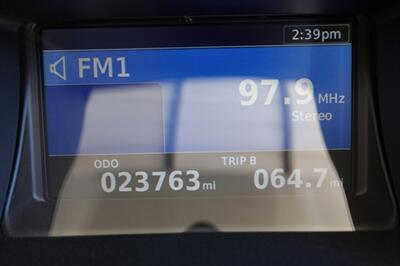 2:39pm
FM1
97.9 MHz
Stereo
ODO TRIP B
023763 mi 064.7 mi